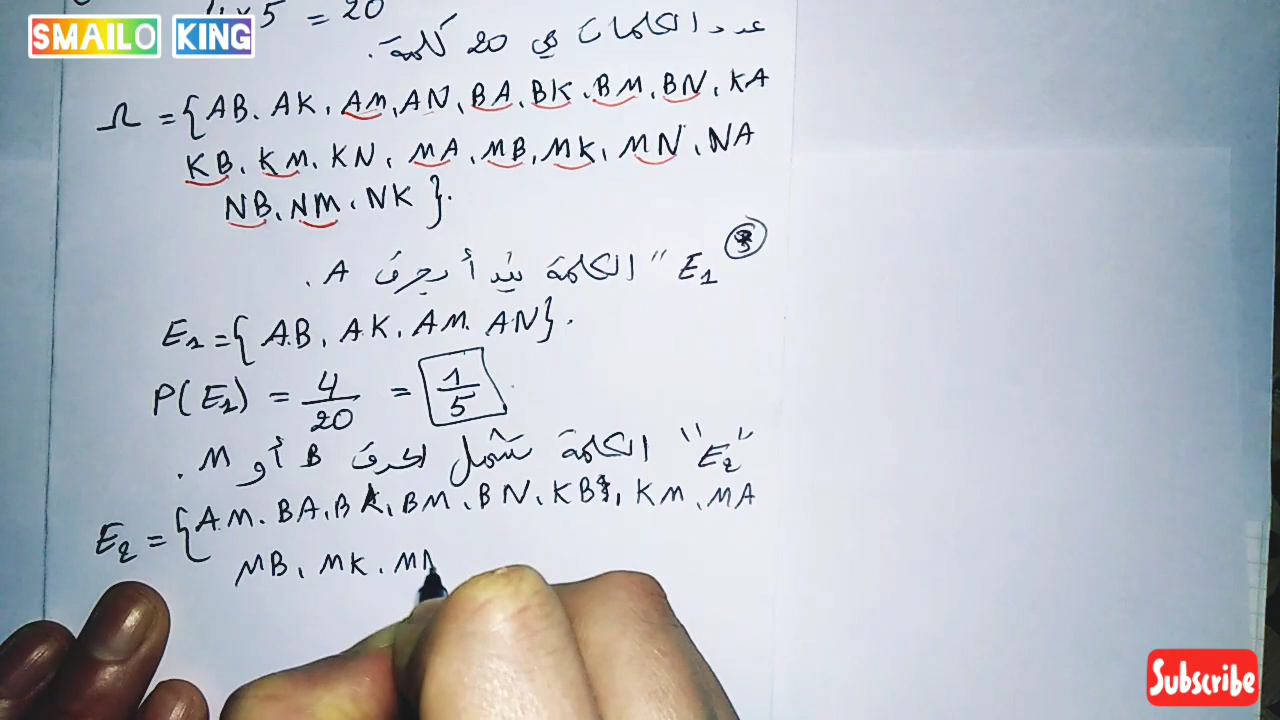 SMAILO KING
4x5 = 20
عدد الكلمات هي 20 كلمة.
Ω = {AB. AK, AM, AN, BA, BK, BM, BN, KA
KB, KM, KN, MA, MB, MK, MN, NA
NB, NM, NK}.
③
E1 " الكلمة تبدأ بحرف A.
E1 = {AB, AK, AM. AN}.
P(E1) = 4/20 = 1/5
"E2" الكلمة تشمل الحرف B أو M.
E2 = {AM. BA, BK, BM, BN, KB, KM, MA
MB, MK, MN
Subscribe